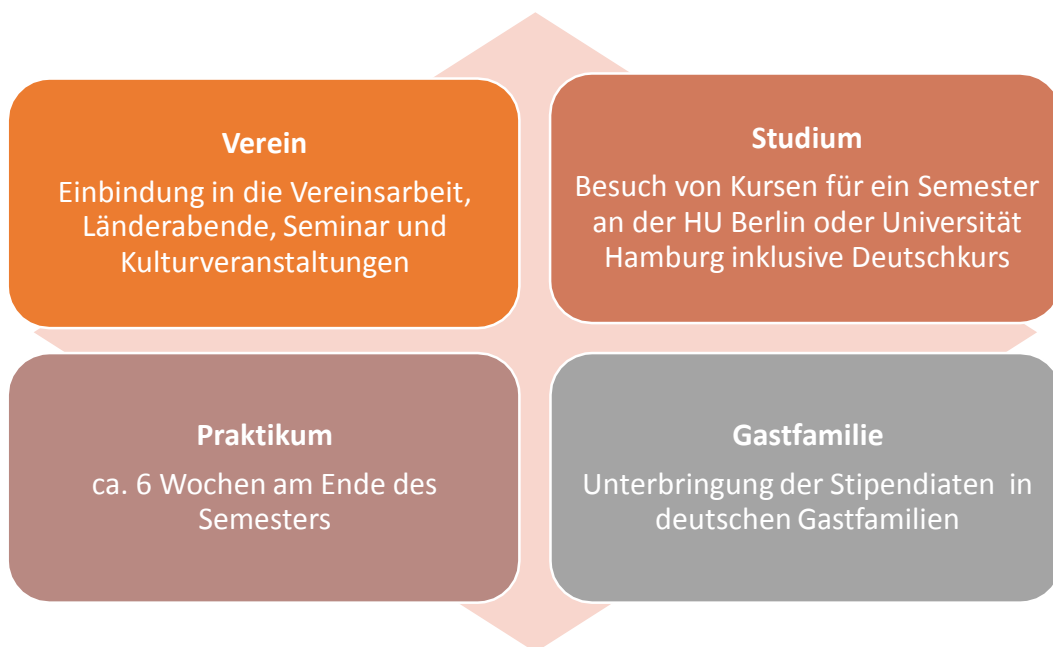 Verein
Einbindung in die Vereinsarbeit,
Länderabende, Seminar und
Kulturveranstaltungen
Studium
Besuch von Kursen für ein Semester
an der HU Berlin oder Universität
Hamburg inklusive Deutschkurs
Praktikum
ca. 6 Wochen am Ende des
Semesters
Gastfamilie
Unterbringung der Stipendiaten in
deutschen Gastfamilien